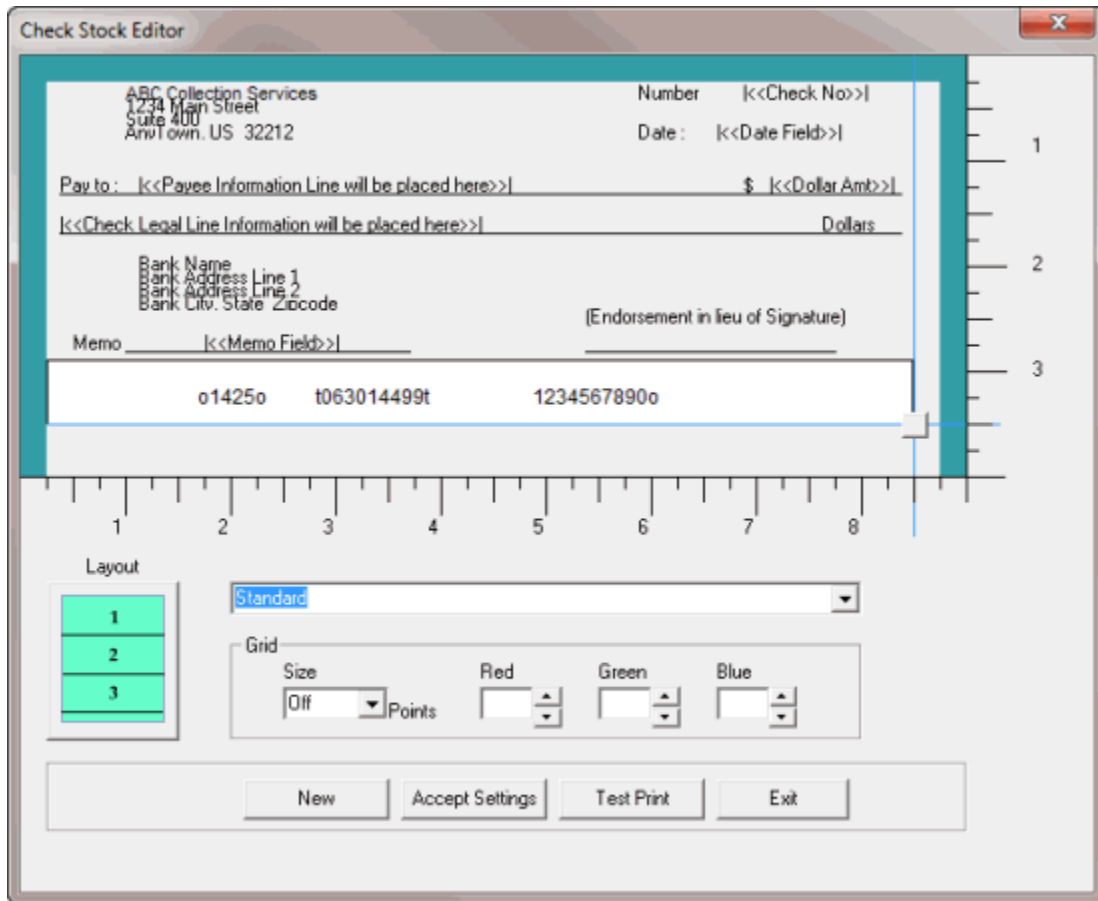 Check Stock Editor
ABC Collection Services
1234 Main Street
Suite 400
AnyTown, US 32212
Number |<<Check No>>|
Date : |<<Date Field>>|
Pay to : |<<Payee Information Line will be placed here>>| $ |<<Dollar Amt>>|
|<<Check Legal Line Information will be placed here>>| Dollars
Bank Name
Bank Address Line 1
Bank Address Line 2
Bank City, State Zipcode
(Endorsement in lieu of Signature)
Memo |<<Memo Field>>|
o1425o t063014499t 1234567890o
1
2
3
1 2 3 4 5 6 7 8
Layout
1
2
3
Standard
Grid
Size Red Green Blue
Off Points
New Accept Settings Test Print Exit